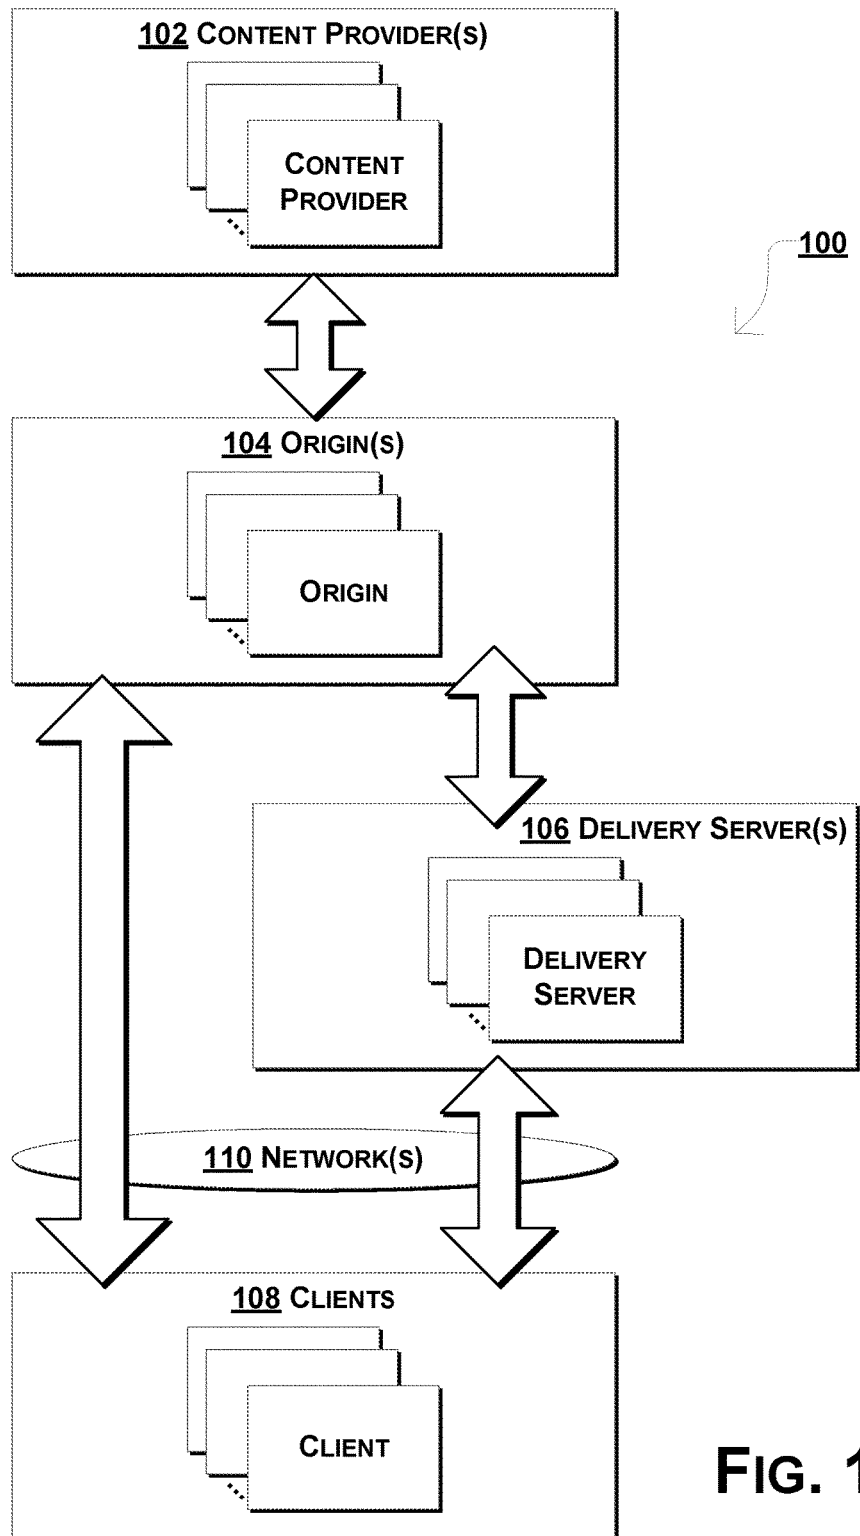 102 CONTENT PROVIDER(S)
CONTENT
PROVIDER
100
104 ORIGIN(S)
ORIGIN
106 DELIVERY SERVER(S)
DELIVERY
SERVER
110 NETWORK(S)
108 CLIENTS
CLIENT
FIG. 1